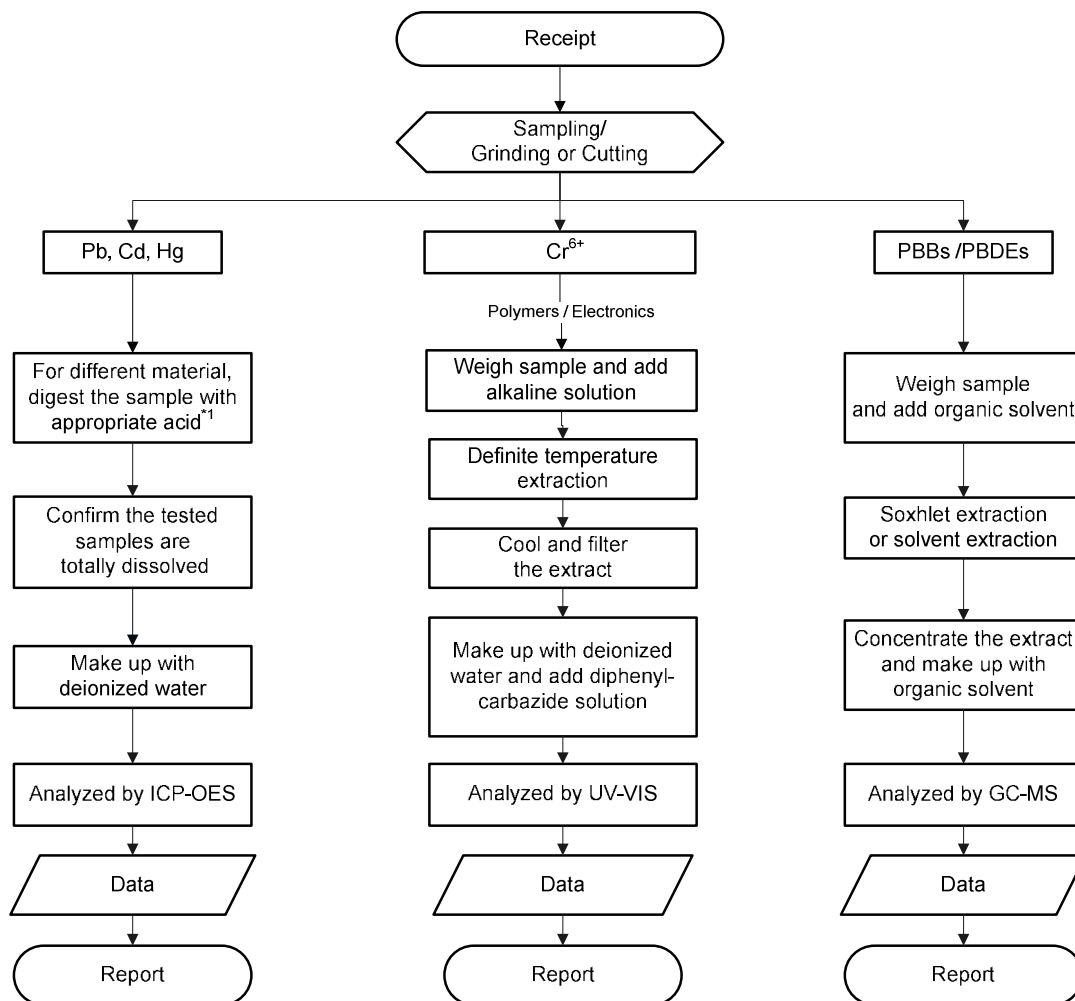 Receipt
Sampling/
Grinding or Cutting
Pb, Cd, Hg
For different material,
digest the sample with
appropriate acid*1
Confirm the tested
samples are
totally dissolved
Make up with
deionized water
Analyzed by ICP-OES
Data
Report
Cr6+
Polymers / Electronics
Weigh sample and add
alkaline solution
Definite temperature
extraction
Cool and filter
the extract
Make up with deionized
water and add diphenyl-
carbazide solution
Analyzed by UV-VIS
Data
Report
PBBs /PBDEs
Weigh sample
and add organic solvent
Soxhlet extraction
or solvent extraction
Concentrate the extract
and make up with
organic solvent
Analyzed by GC-MS
Data
Report